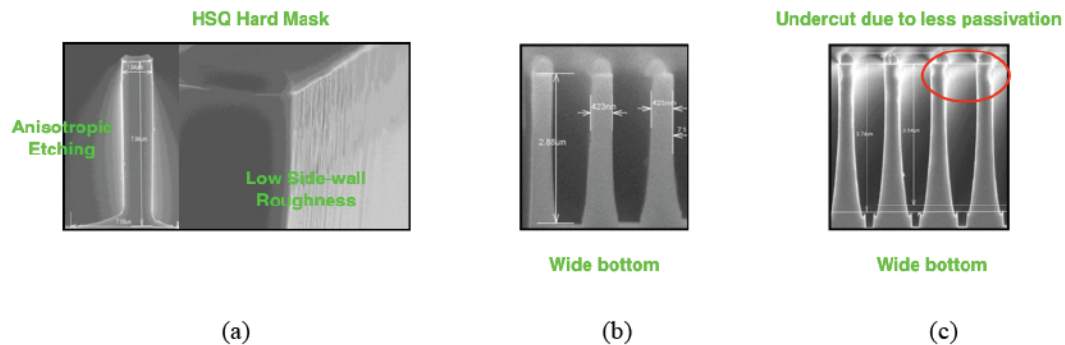 HSQ Hard Mask
Undercut due to less passivation
Anisotropic
Etching
Low Side-wall
Roughness
2.88um
423nm
Wide bottom
Wide bottom
(a)
(b)
(c)